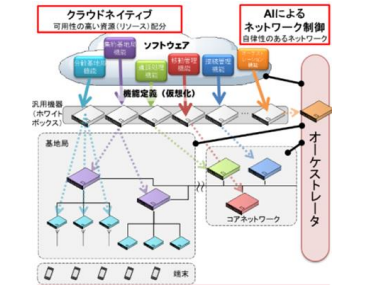 クラウドネイティブ
可用性の高い資源(リソース)配分
AIによる
ネットワーク制御
自律性のあるネットワーク
ソフトウェア
機能
移動管理
機能
機能
機能定義(仮想化)
汎用機器
(ホワイト
ボックス)
…
オーケストレータ
基地局
コアネットワーク
端末